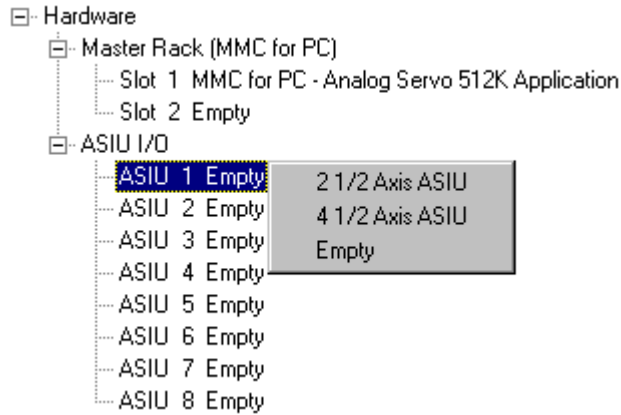 Hardware
Master Rack (MMC for PC)
Slot 1 MMC for PC - Analog Servo 512K Application
Slot 2 Empty
ASIU I/O
ASIU 1 Empty
2 1/2 Axis ASIU
4 1/2 Axis ASIU
Empty
ASIU 2 Empty
ASIU 3 Empty
ASIU 4 Empty
ASIU 5 Empty
ASIU 6 Empty
ASIU 7 Empty
ASIU 8 Empty